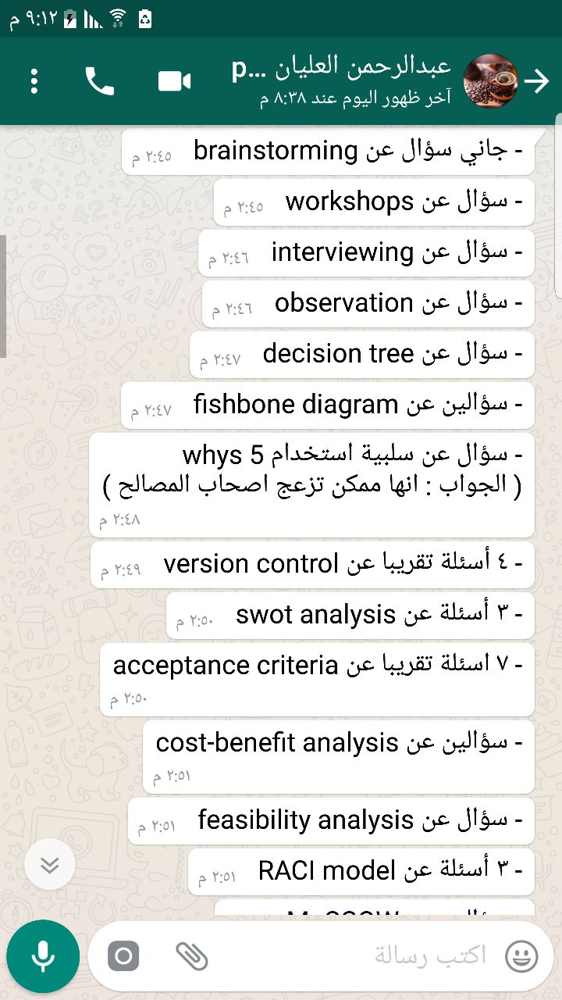 ٩:١٢ م
عبدالرحمن العليان p...
آخر ظهور اليوم عند ٨:٣٨ م
- جاني سؤال عن brainstorming
٢:٤٥ م
- سؤال عن workshops
٢:٤٥ م
- سؤال عن interviewing
٢:٤٦ م
- سؤال عن observation
٢:٤٦ م
- سؤال عن decision tree
٢:٤٧ م
- سؤالين عن fishbone diagram
٢:٤٧ م
- سؤال عن سلبية استخدام 5 whys
( الجواب : انها ممكن تزعج اصحاب المصالح )
٢:٤٨ م
- ٤ أسئلة تقريبا عن version control
٢:٤٩ م
- ٣ أسئلة عن swot analysis
٢:٥٠ م
- ٧ اسئلة تقريبا عن acceptance criteria
٢:٥٠ م
- سؤالين عن cost-benefit analysis
٢:٥١ م
- سؤال عن feasibility analysis
٢:٥١ م
- ٣ أسئلة عن RACI model
٢:٥١ م
اكتب رسالة